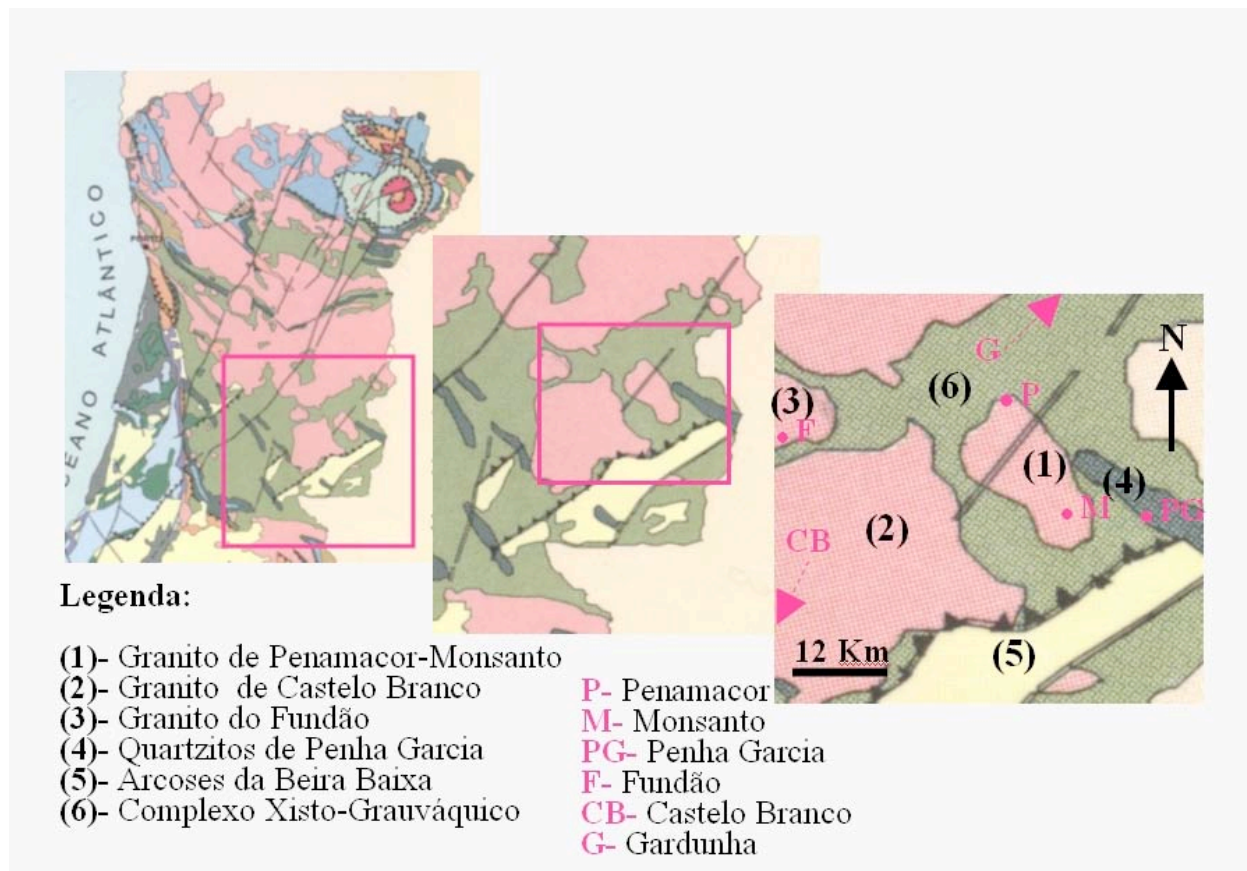 OCEANO ATLÂNTICO
N
G
(6)
P
(3)
F
(1)
(4)
M
PG
(2)
CB
12 Km
(5)
Legenda:
(1)- Granito de Penamacor-Monsanto
(2)- Granito de Castelo Branco
(3)- Granito do Fundão
(4)- Quartzitos de Penha Garcia
(5)- Arcoses da Beira Baixa
(6)- Complexo Xisto-Grauváquico
P- Penamacor
M- Monsanto
PG- Penha Garcia
F- Fundão
CB- Castelo Branco
G- Gardunha